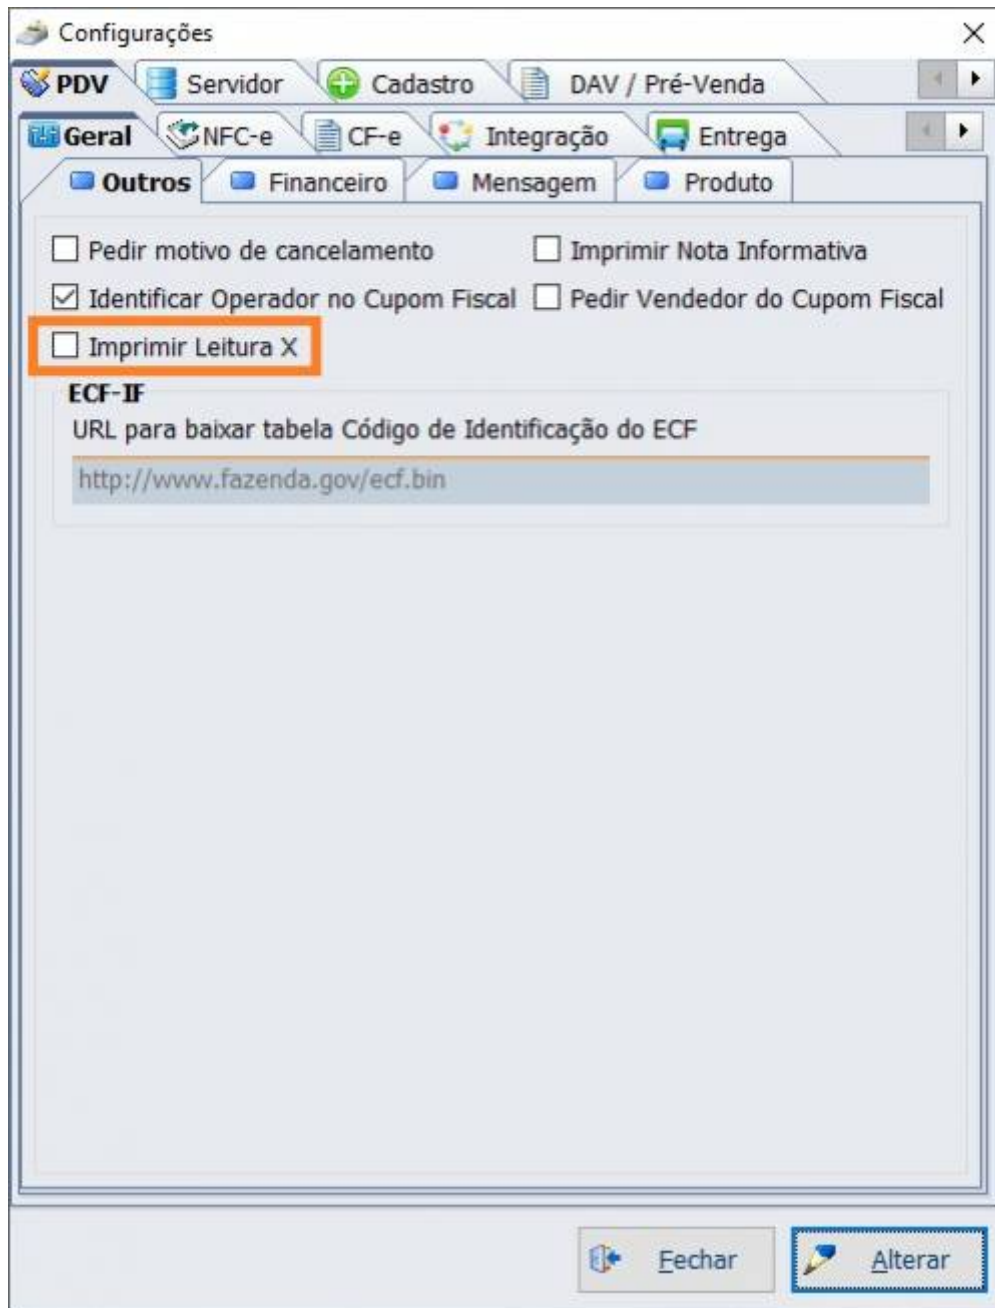 Configurações
PDV Servidor Cadastro DAV / Pré-Venda
Geral NFC-e CF-e Integração Entrega
Outros Financeiro Mensagem Produto
Pedir motivo de cancelamento Imprimir Nota Informativa
Identificar Operador no Cupom Fiscal Pedir Vendedor do Cupom Fiscal
Imprimir Leitura X
ECF-IF
URL para baixar tabela Código de Identificação do ECF
http://www.fazenda.gov/ecf.bin
Fechar Alterar